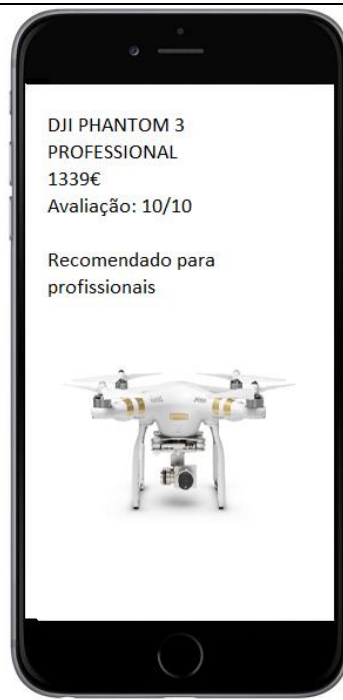 DJI PHANTOM 3
PROFESSIONAL
1339€
Avaliação: 10/10
Recomendado para
profissionais